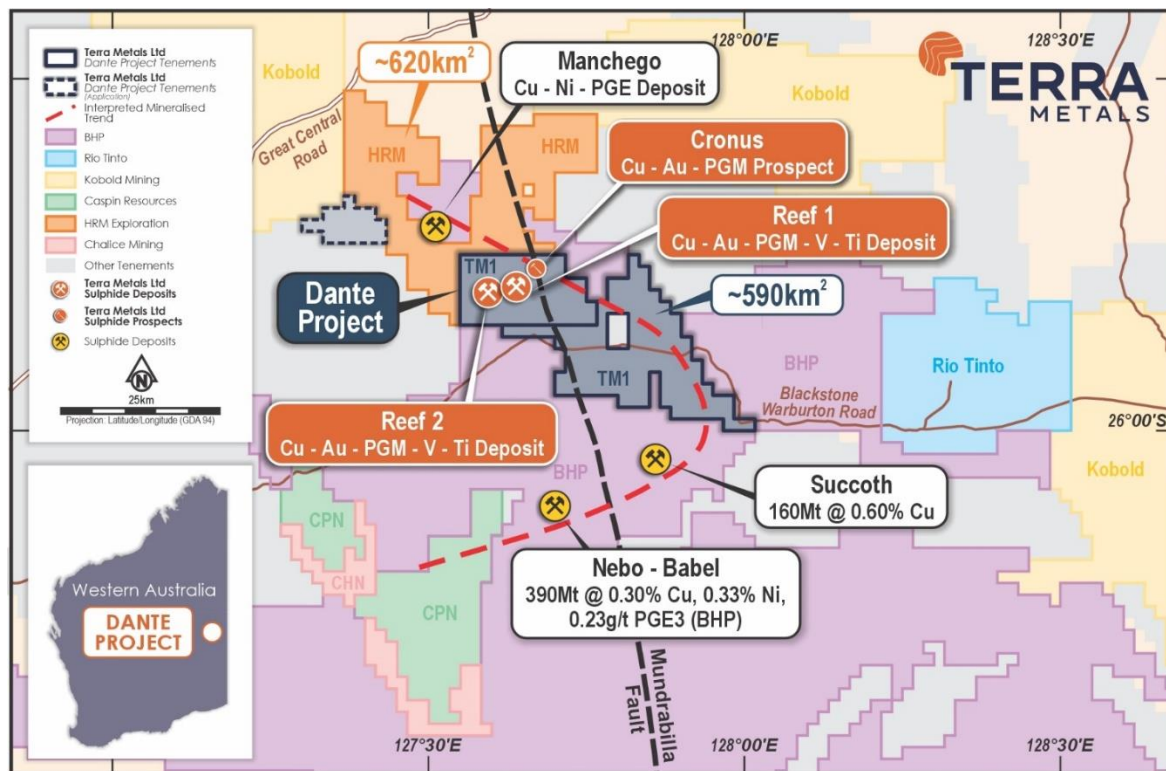 Terra Metals Ltd
Dante Project Tenements
Terra Metals Ltd
Dante Project Tenements
(Application)
Interpreted Mineralised
Trend
BHP
Rio Tinto
Kobold Mining
Caspin Resources
HRM Exploration
Chalice Mining
Other Tenements
Terra Metals Ltd
Sulphide Deposits
Terra Metals Ltd
Sulphide Prospects
Sulphide Deposits
N
25km
Projection: Latitude/Longitude (GDA 94)
128°00'E
128°30'E
TERRA
METALS
Kobold
~620km²
Manchego
Cu - Ni - PGE Deposit
Kobold
Great Central
Road
HRM
HRM
Cronus
Cu - Au - PGM Prospect
Reef 1
Cu - Au - PGM - V - Ti Deposit
TM1
Dante
Project
~590km²
BHP
Rio Tinto
TM1
Blackstone
Warburton Road
Reef 2
Cu - Au - PGM - V - Ti Deposit
26°00'S
BHP
Kobold
Succoth
160Mt @ 0.60% Cu
CPN
CHN
CPN
Nebo - Babel
390Mt @ 0.30% Cu, 0.33% Ni,
0.23g/t PGE3 (BHP)
Western Australia
DANTE
PROJECT
Mundrabilla
Fault
127°30'E
128°00'E
128°30'E